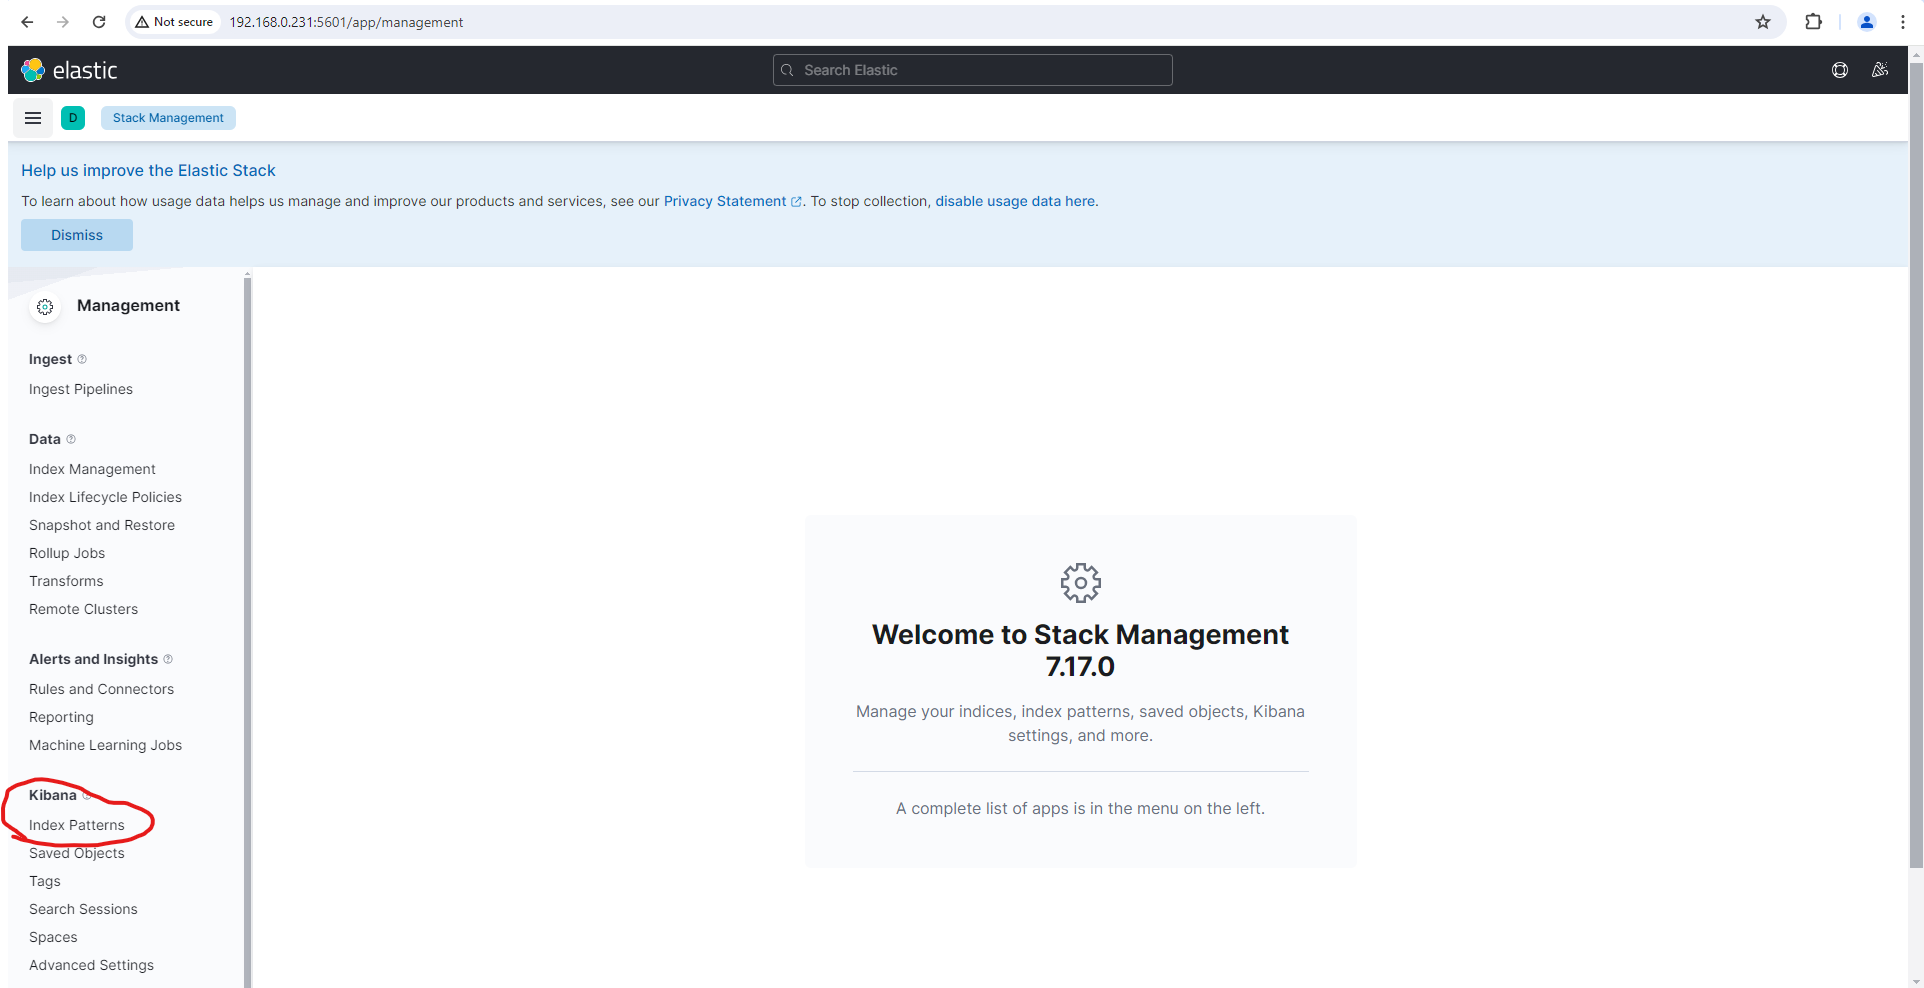 Not secure 192.168.0.231:5601/app/management
elastic
Search Elastic
D
Stack Management
Help us improve the Elastic Stack
To learn about how usage data helps us manage and improve our products and services, see our Privacy Statement. To stop collection, disable usage data here.
Dismiss
Management
Ingest
Ingest Pipelines
Data
Index Management
Index Lifecycle Policies
Snapshot and Restore
Rollup Jobs
Transforms
Remote Clusters
Alerts and Insights
Rules and Connectors
Reporting
Machine Learning Jobs
Kibana
Index Patterns
Saved Objects
Tags
Search Sessions
Spaces
Advanced Settings
Welcome to Stack Management
7.17.0
Manage your indices, index patterns, saved objects, Kibana
settings, and more.
A complete list of apps is in the menu on the left.